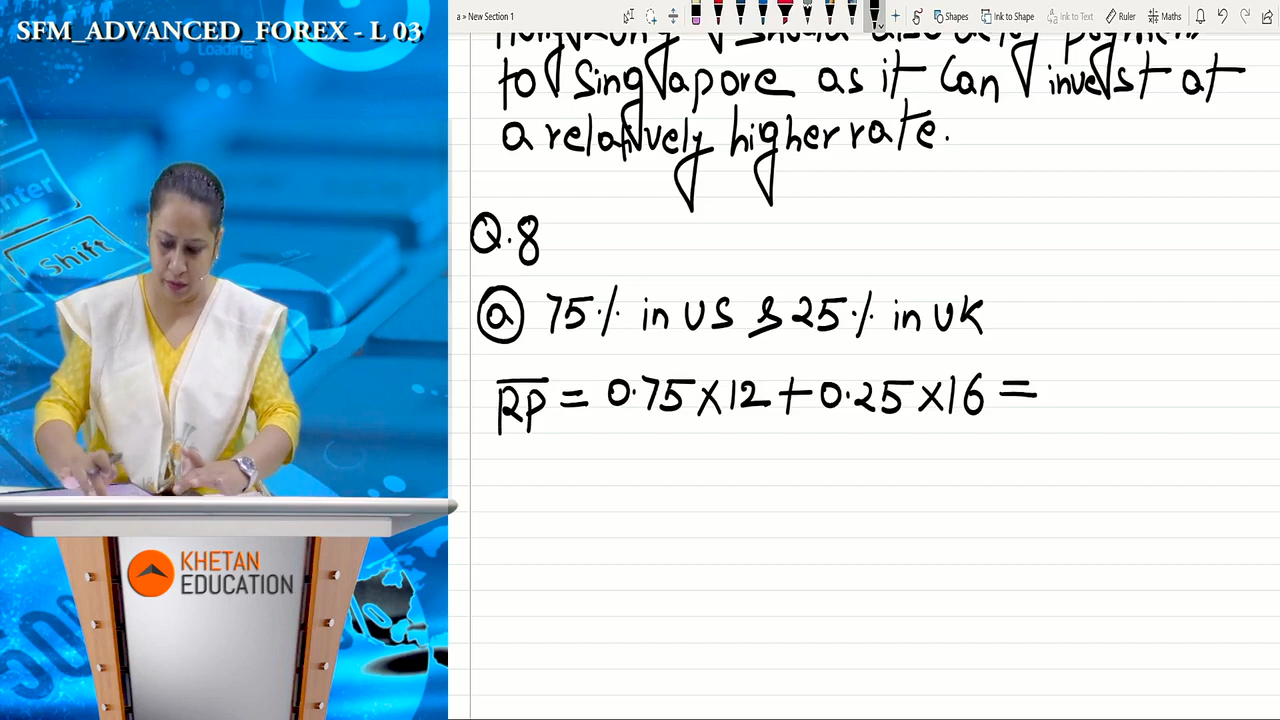 SFM_ADVANCED_FOREX - L 03
Loading
a » New Section 1
Shapes
Ink to Shape
Ink to Text
Ruler
Maths
to Singapore as it can invest at
a relatively higher rate.
Q.8
Shift
a 75% in US & 25% in UK
RP = 0.75×12+0.25×16=
KHETAN
EDUCATION